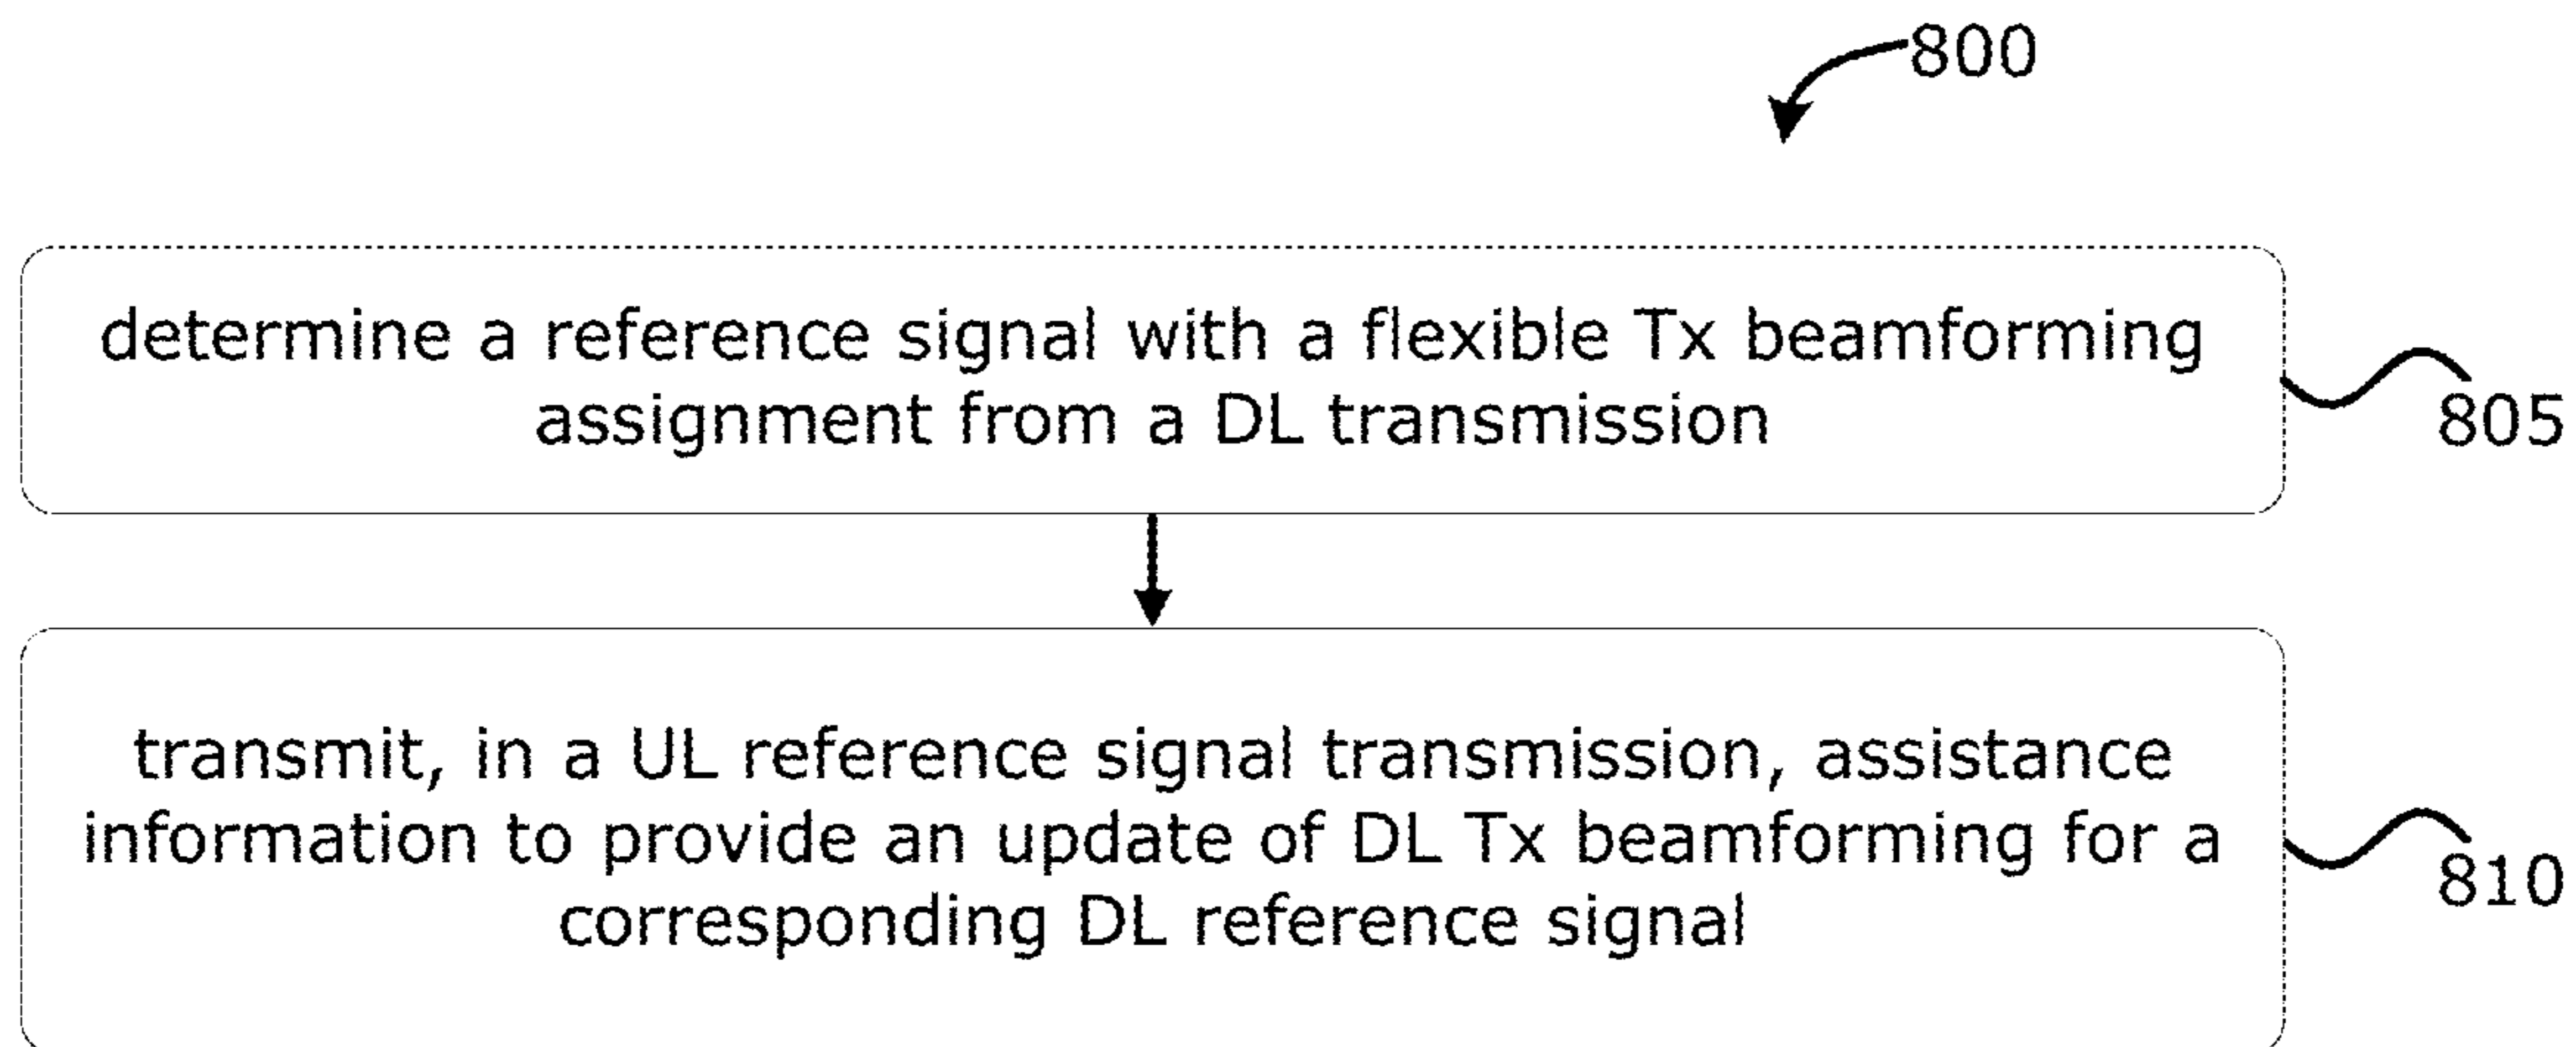 800
determine a reference signal with a flexible Tx beamforming
assignment from a DL transmission
805
transmit, in a UL reference signal transmission, assistance
information to provide an update of DL Tx beamforming for a
corresponding DL reference signal
810